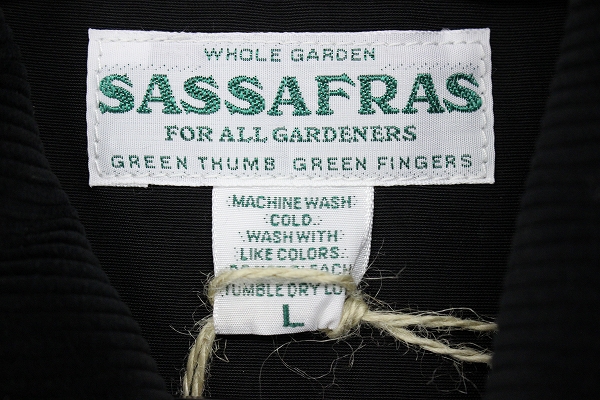 WHOLE GARDEN
SASSAFRAS
FOR ALL GARDENERS
GREEN THUMB GREEN FINGERS
MACHINE WASH
COLD.
WASH WITH
LIKE COLORS.
TUMBLE DRY
L